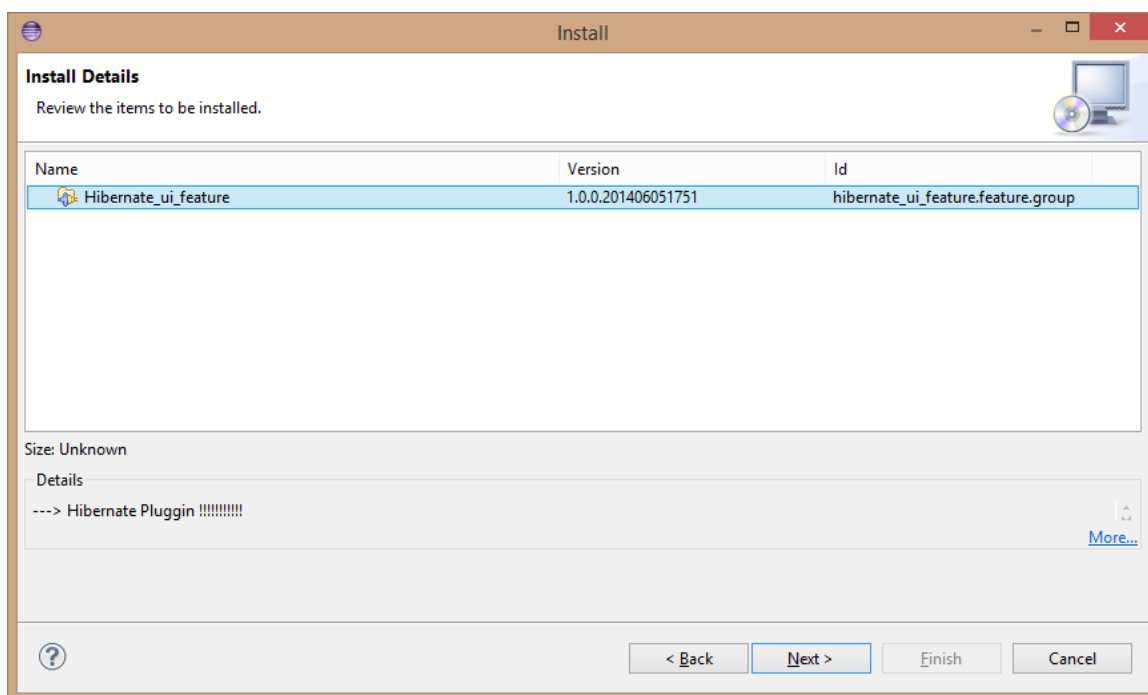 Install
Install Details
Review the items to be installed.
Name Version Id
Hibernate_ui_feature 1.0.0.201406051751 hibernate_ui_feature.feature.group
Size: Unknown
Details
---> Hibernate Pluggin !!!!!!!!!!!
More...
? < Back Next > Finish Cancel